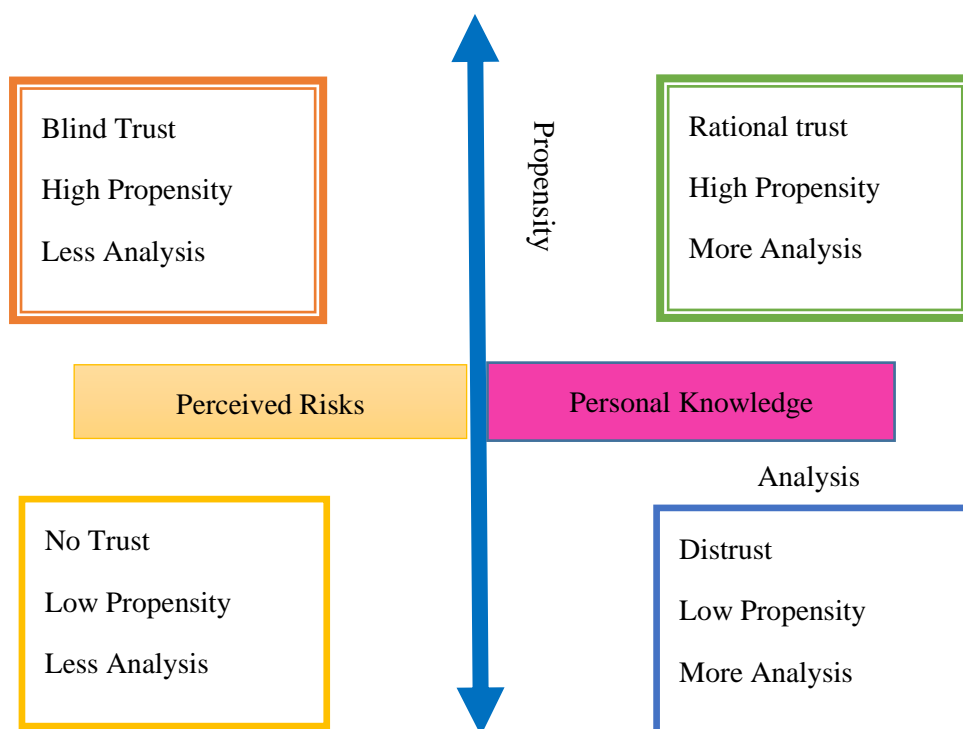 Blind Trust
High Propensity
Less Analysis
Propensity
Rational trust
High Propensity
More Analysis
Perceived Risks
Personal Knowledge
Analysis
No Trust
Low Propensity
Less Analysis
Distrust
Low Propensity
More Analysis